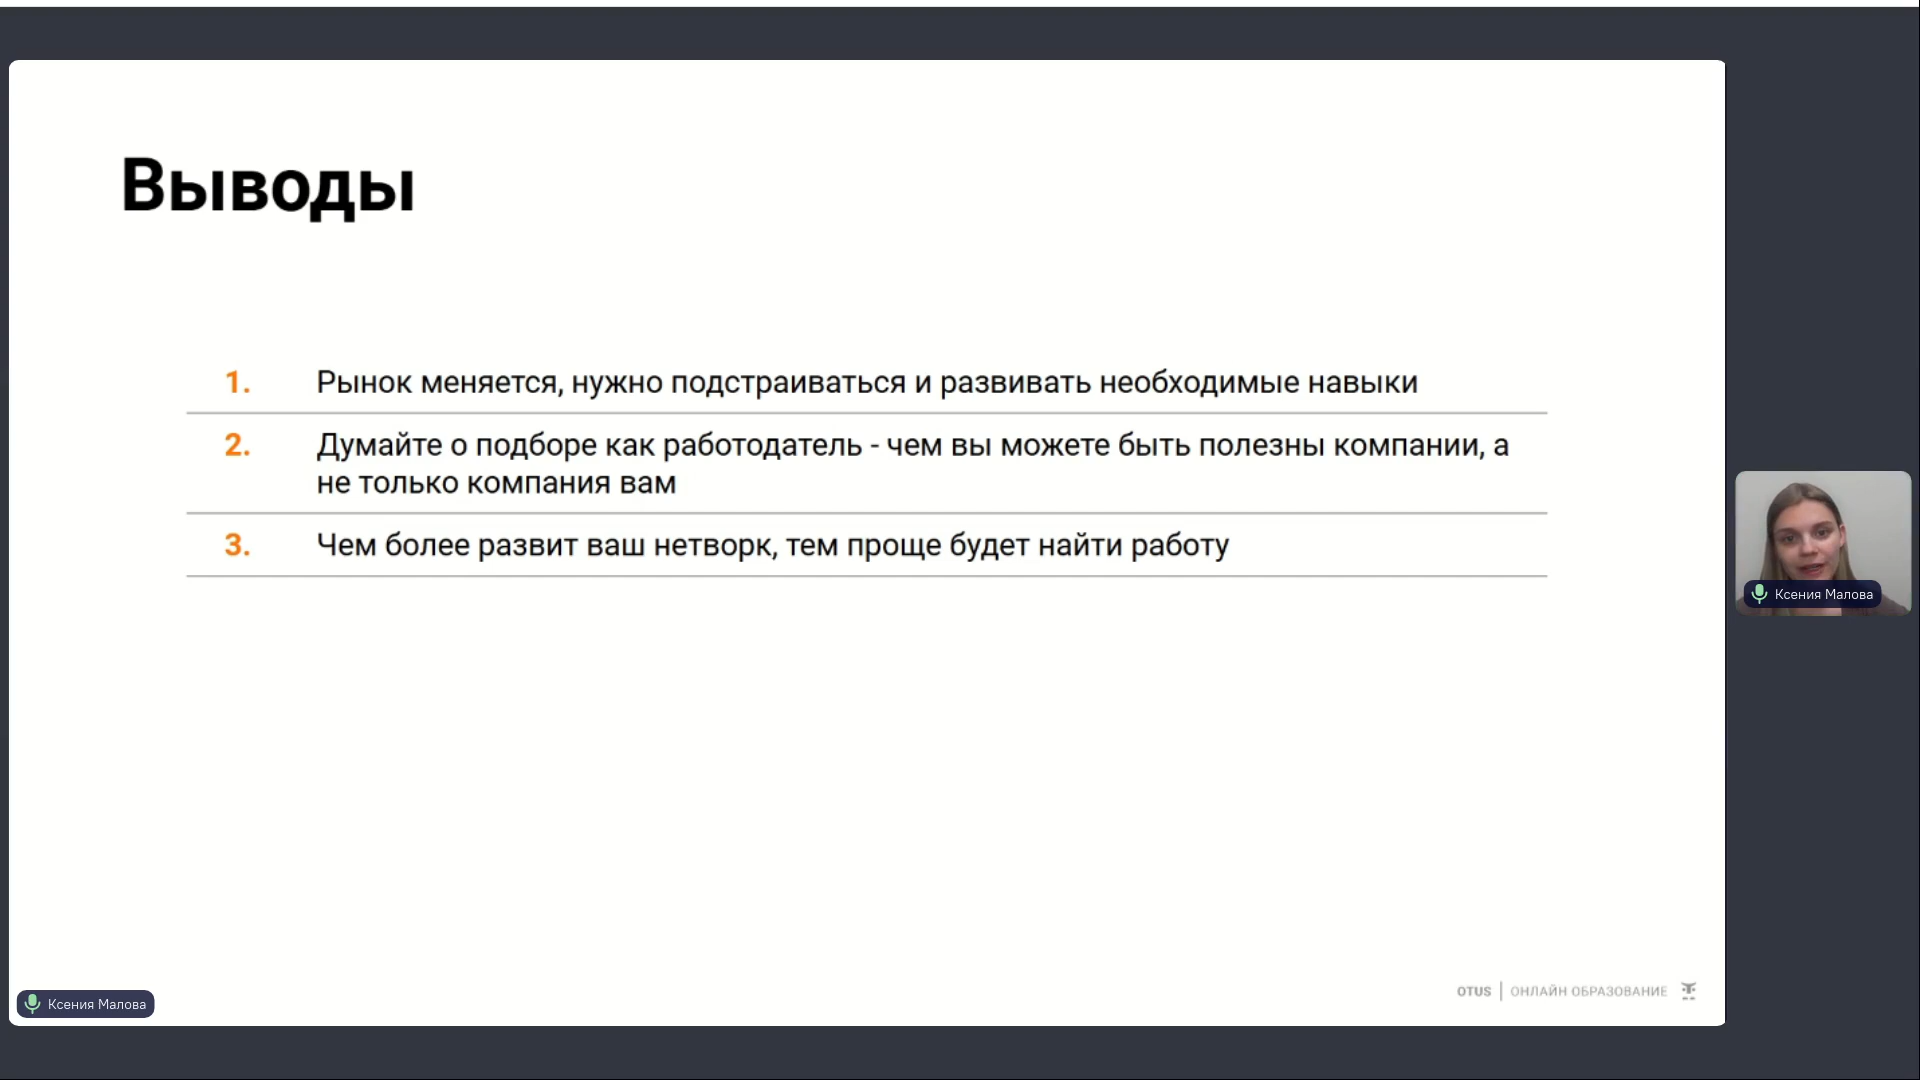 Выводы
1. Рынок меняется, нужно подстраиваться и развивать необходимые навыки
2. Думайте о подборе как работодатель - чем вы можете быть полезны компании, а
не только компания вам
3. Чем более развит ваш нетворк, тем проще будет найти работу
Ксения Малова
OTUS | ОНЛАЙН ОБРАЗОВАНИЕ
Ксения Малова